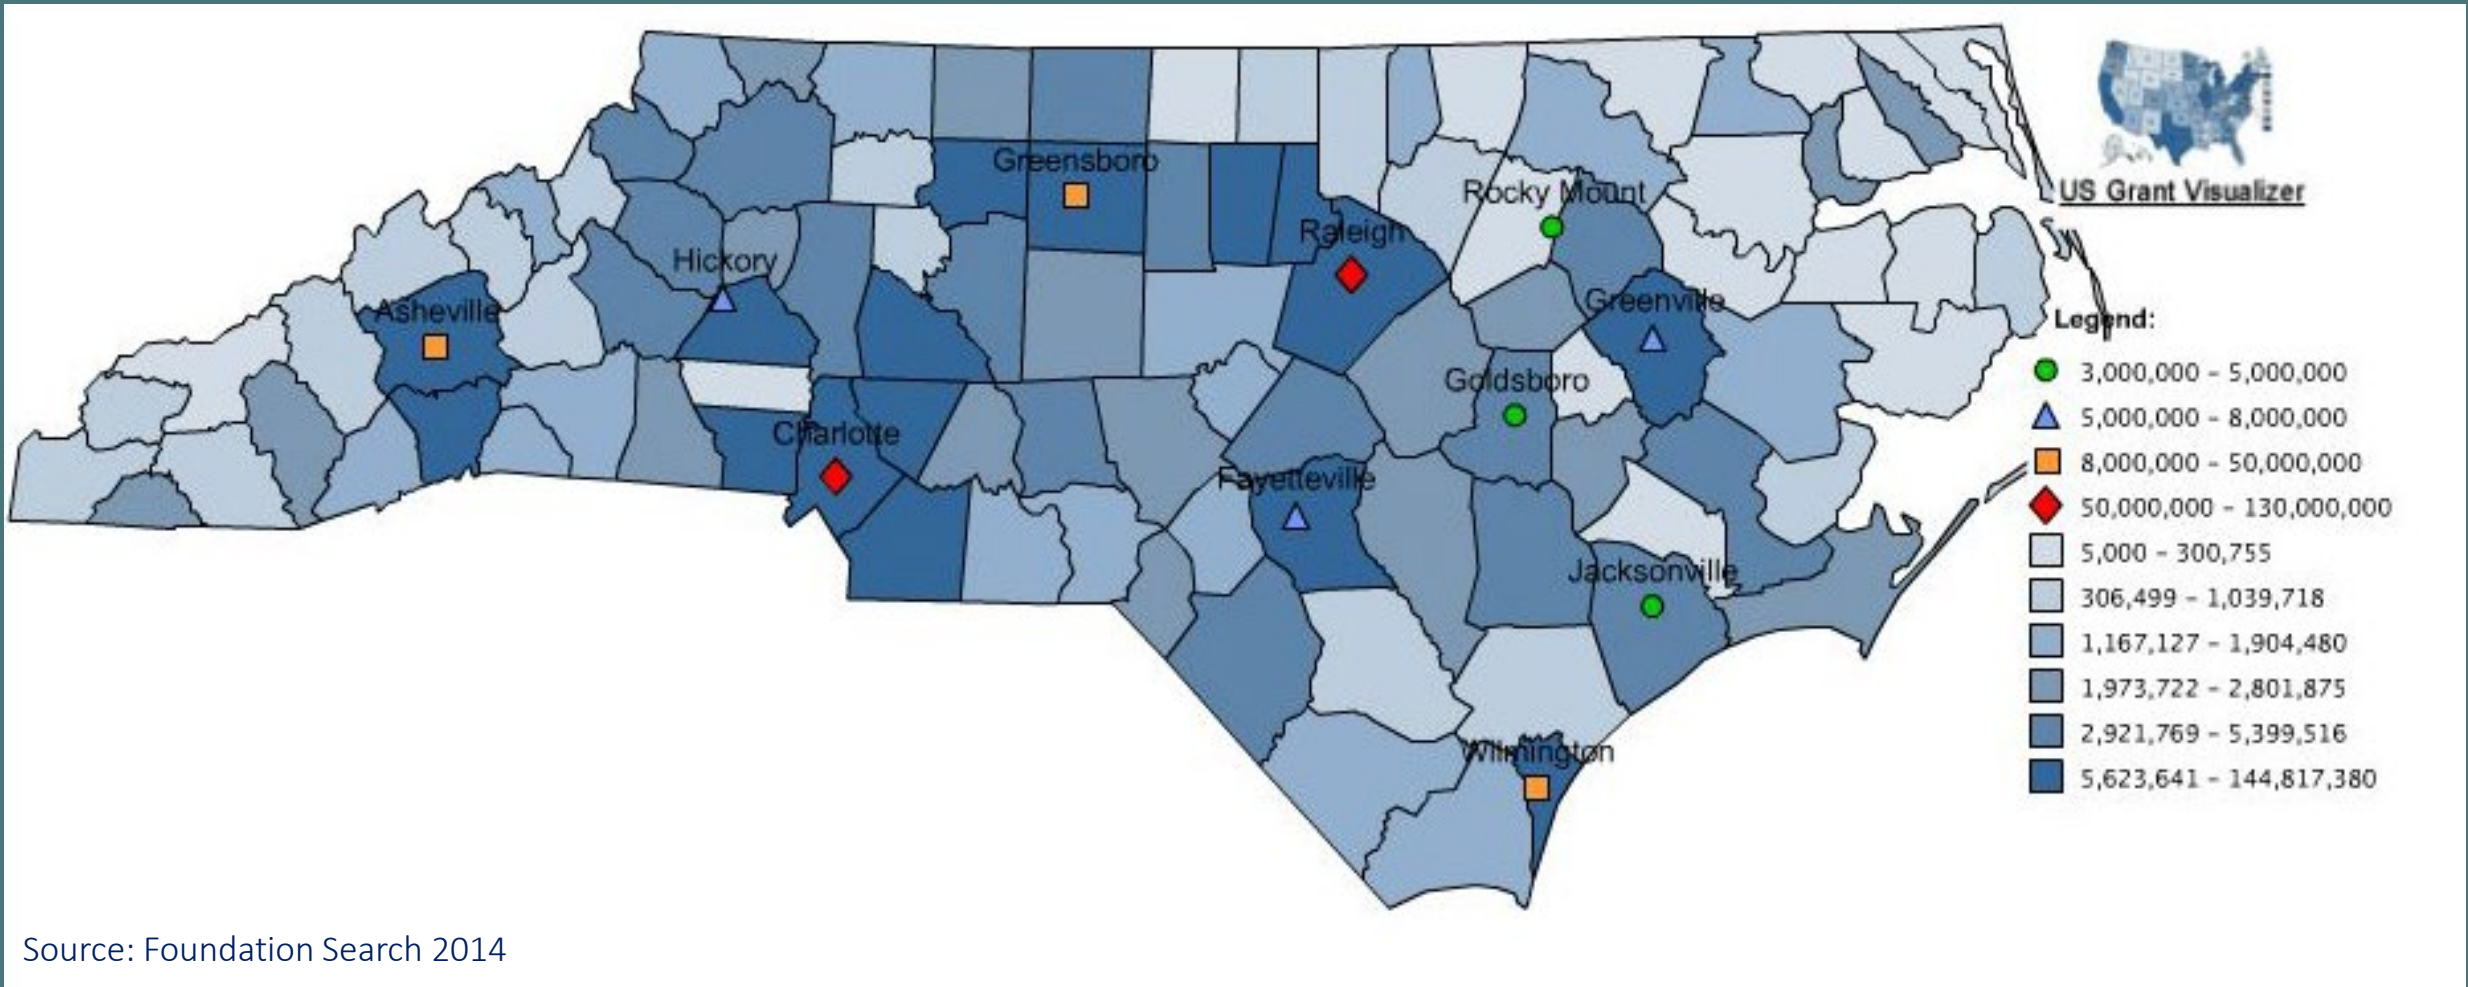 Greensboro
Rocky Mount
US Grant Visualizer
Raleigh
Hickory
Asheville
Greenville
Legend:
3,000,000 – 5,000,000
Goldsboro
5,000,000 – 8,000,000
Charlotte
8,000,000 – 50,000,000
Fayetteville
50,000,000 – 130,000,000
5,000 – 300,755
Jacksonville
306,499 – 1,039,718
1,167,127 – 1,904,480
1,973,722 – 2,801,875
2,921,769 – 5,399,516
Wilmington
5,623,641 – 144,817,380
Source: Foundation Search 2014